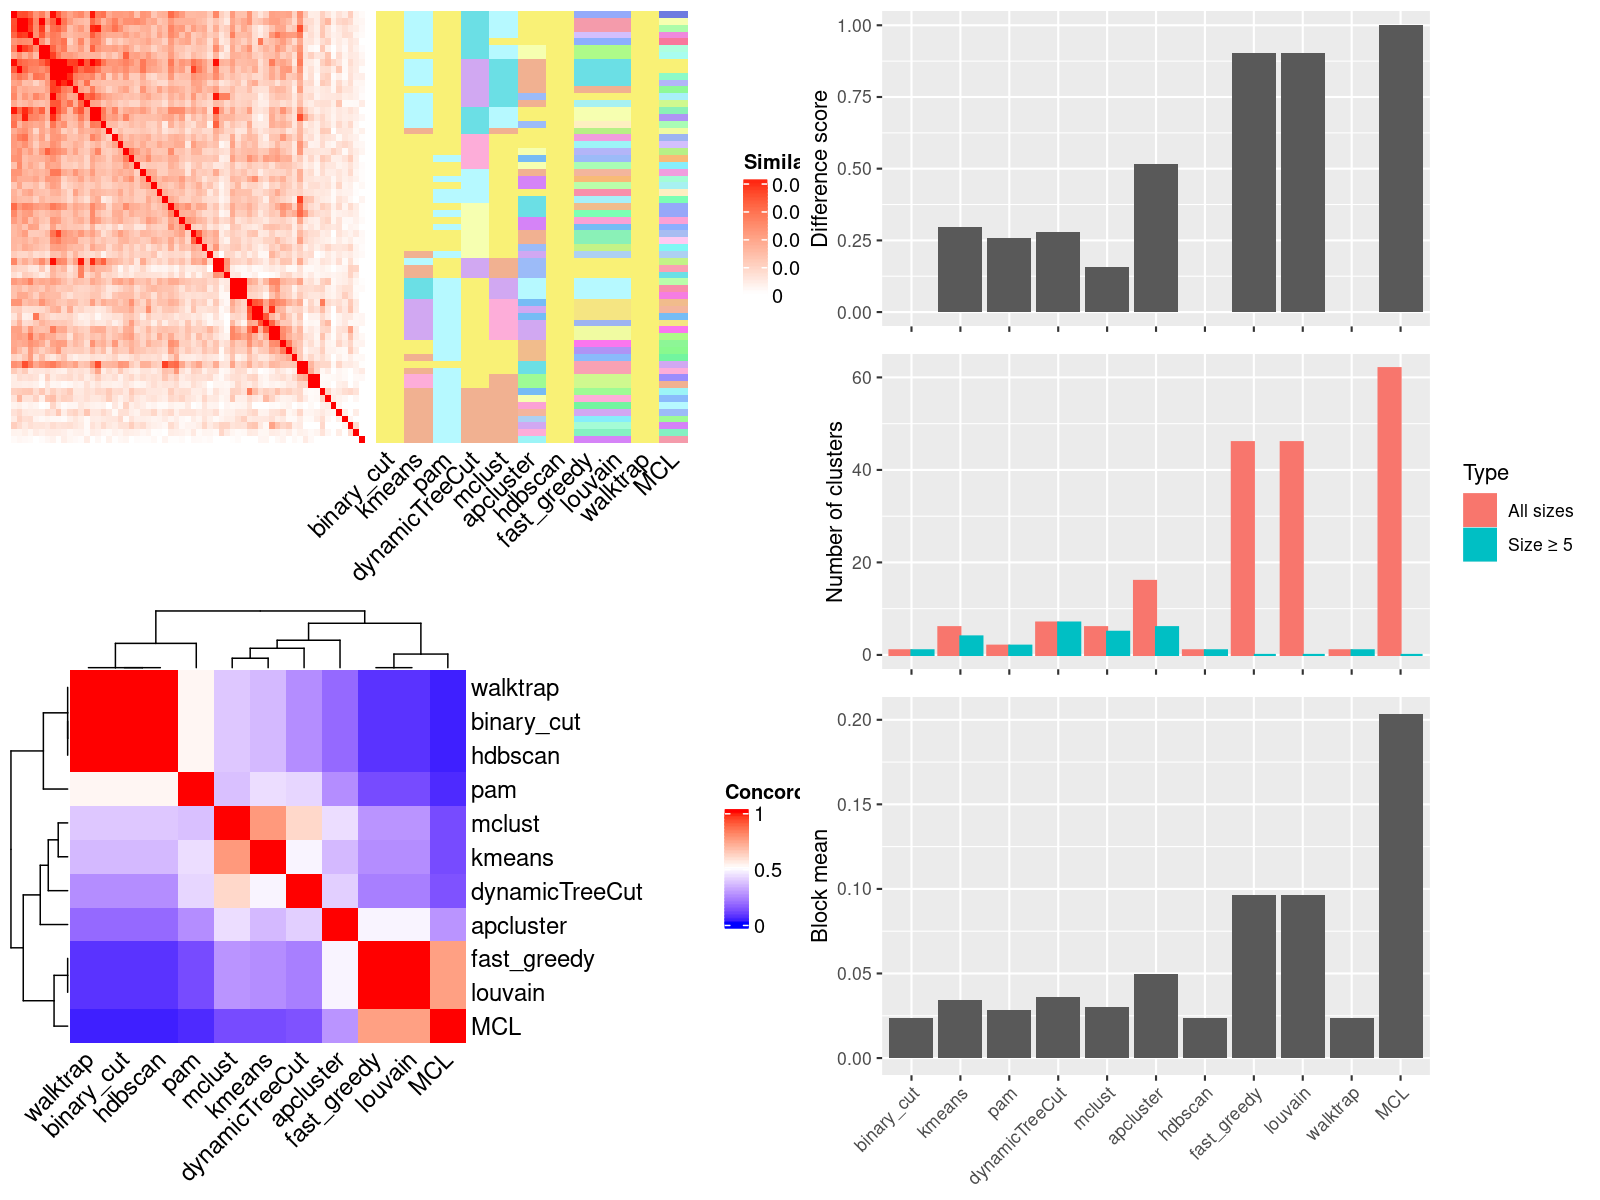 Simila
0.0
0.0
0.0
0.0
0
binary_cut
kmeans
pam
dynamicTreeCut
mclust
apcluster
hdbscan
fast_greedy
louvain
walktrap
MCL
walktrap
binary_cut
hdbscan
pam
mclust
kmeans
dynamicTreeCut
apcluster
fast_greedy
louvain
MCL
walktrap
binary_cut
hdbscan
pam
mclust
kmeans
dynamicTreeCut
apcluster
fast_greedy
louvain
MCL
Concord
1
0.5
0
Difference score
1.00
0.75
0.50
0.25
0.00
Number of clusters
60
40
20
0
Type
All sizes
Size ≥ 5
Block mean
0.20
0.15
0.10
0.05
0.00
binary_cut
kmeans
pam
dynamicTreeCut
mclust
apcluster
hdbscan
fast_greedy
louvain
walktrap
MCL